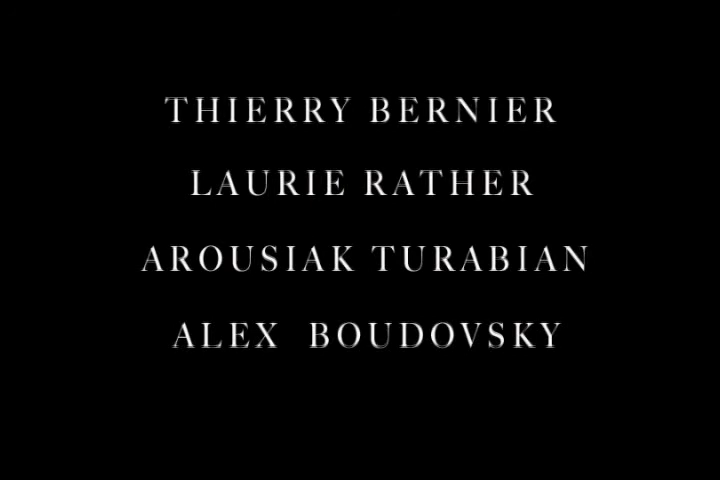 THIERRY BERNIER
LAURIE RATHER
AROUSIAK TURABIAN
ALEX BOUDOVSKY